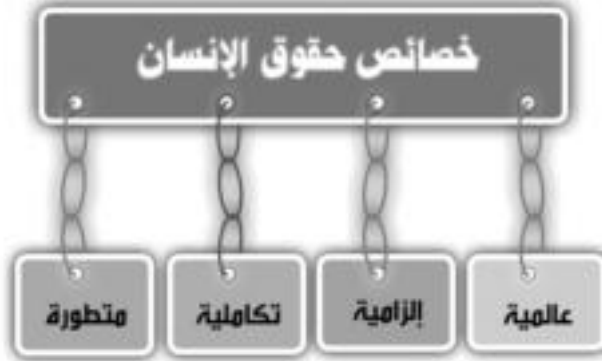 خصائص حقوق الإنسان
عالمية
إلزامية
تكاملية
متطورة